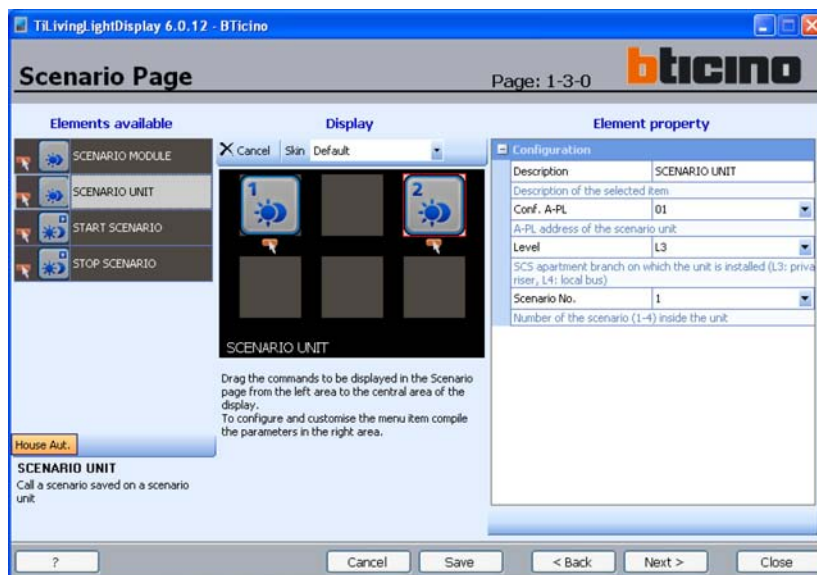 TiLivingLightDisplay 6.0.12 - BTicino
Scenario Page
Page: 1-3-0
bticino
Elements available
Display
Element property
SCENARIO MODULE
SCENARIO UNIT
START SCENARIO
STOP SCENARIO
Cancel
Skin
Default
1
2
SCENARIO UNIT
Drag the commands to be displayed in the Scenario
page from the left area to the central area of the
display.
To configure and customise the menu item compile
the parameters in the right area.
Configuration
Description SCENARIO UNIT
Description of the selected item
Conf. A-PL 01
A-PL address of the scenario unit
Level L3
SCS apartment branch on which the unit is installed (L3: priva
riser, L4: local bus)
Scenario No. 1
Number of the scenario (1-4) inside the unit
House Aut.
SCENARIO UNIT
Call a scenario saved on a scenario
unit
?
Cancel
Save
< Back
Next >
Close